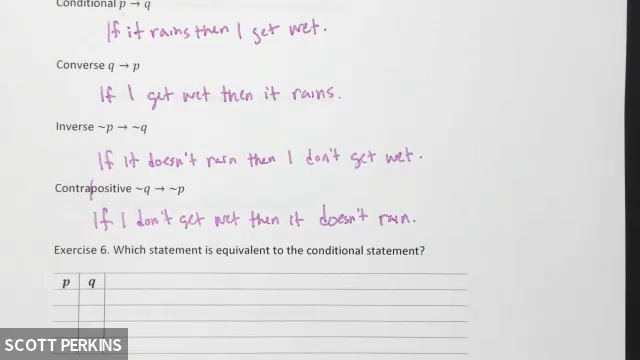 Conditional p → q
If it rains then I get wet.
Converse q → p
If I get wet then it rains.
Inverse ~p → ~q
If it doesn't rain then I don't get wet.
Contrapositive ~q → ~p
If I don't get wet then it doesn't rain.
Exercise 6. Which statement is equivalent to the conditional statement?
p q
SCOTT PERKINS